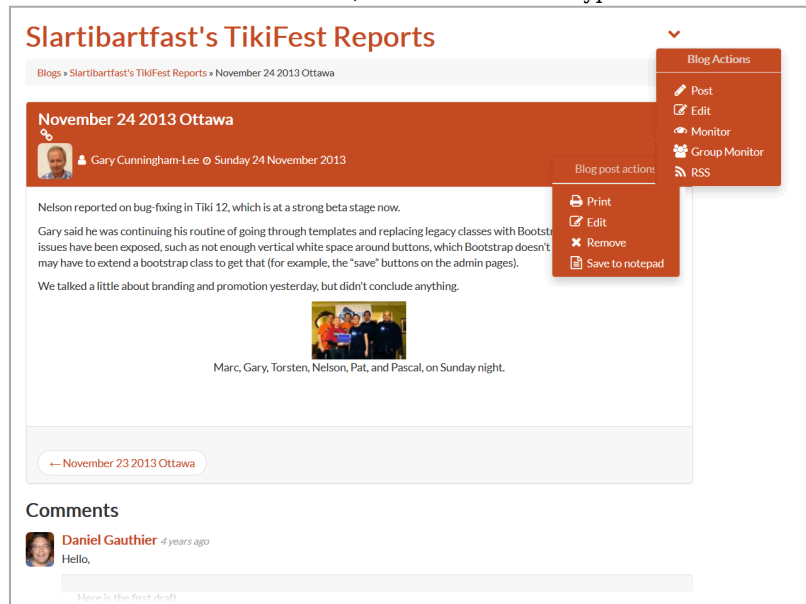 Slartibartfast's TikiFest Reports
Blogs » Slartibartfast's TikiFest Reports » November 24 2013 Ottawa
Blog Actions
Post
Edit
Monitor
Group Monitor
RSS
November 24 2013 Ottawa
Gary Cunningham-Lee Sunday 24 November 2013
Blog post actions
Print
Edit
Remove
Save to notepad
Nelson reported on bug-fixing in Tiki 12, which is at a strong beta stage now.
Gary said he was continuing his routine of going through templates and replacing legacy classes with
issues have been exposed, such as not enough vertical white space around buttons, which Bootstrap doesn't
may have to extend a bootstrap class to get that (for example, the “save” buttons on the admin pages).
We talked a little about branding and promotion yesterday, but didn't conclude anything.
Marc, Gary, Torsten, Nelson, Pat, and Pascal, on Sunday night.
← November 23 2013 Ottawa
Comments
Daniel Gauthier 4 years ago
Hello,
Here is the first draft